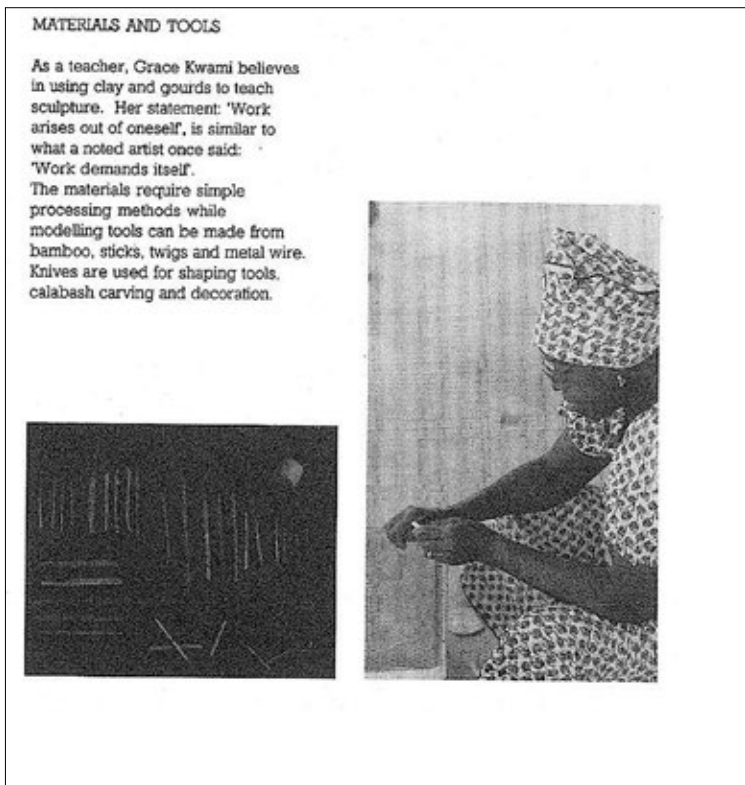 MATERIALS AND TOOLS
As a teacher, Grace Kwami believes
in using clay and gourds to teach
sculpture. Her statement: 'Work
arises out of oneself', is similar to
what a noted artist once said:
'Work demands itself'.
The materials require simple
processing methods while
modelling tools can be made from
bamboo, sticks, twigs and metal wire.
Knives are used for shaping tools,
calabash carving and decoration.